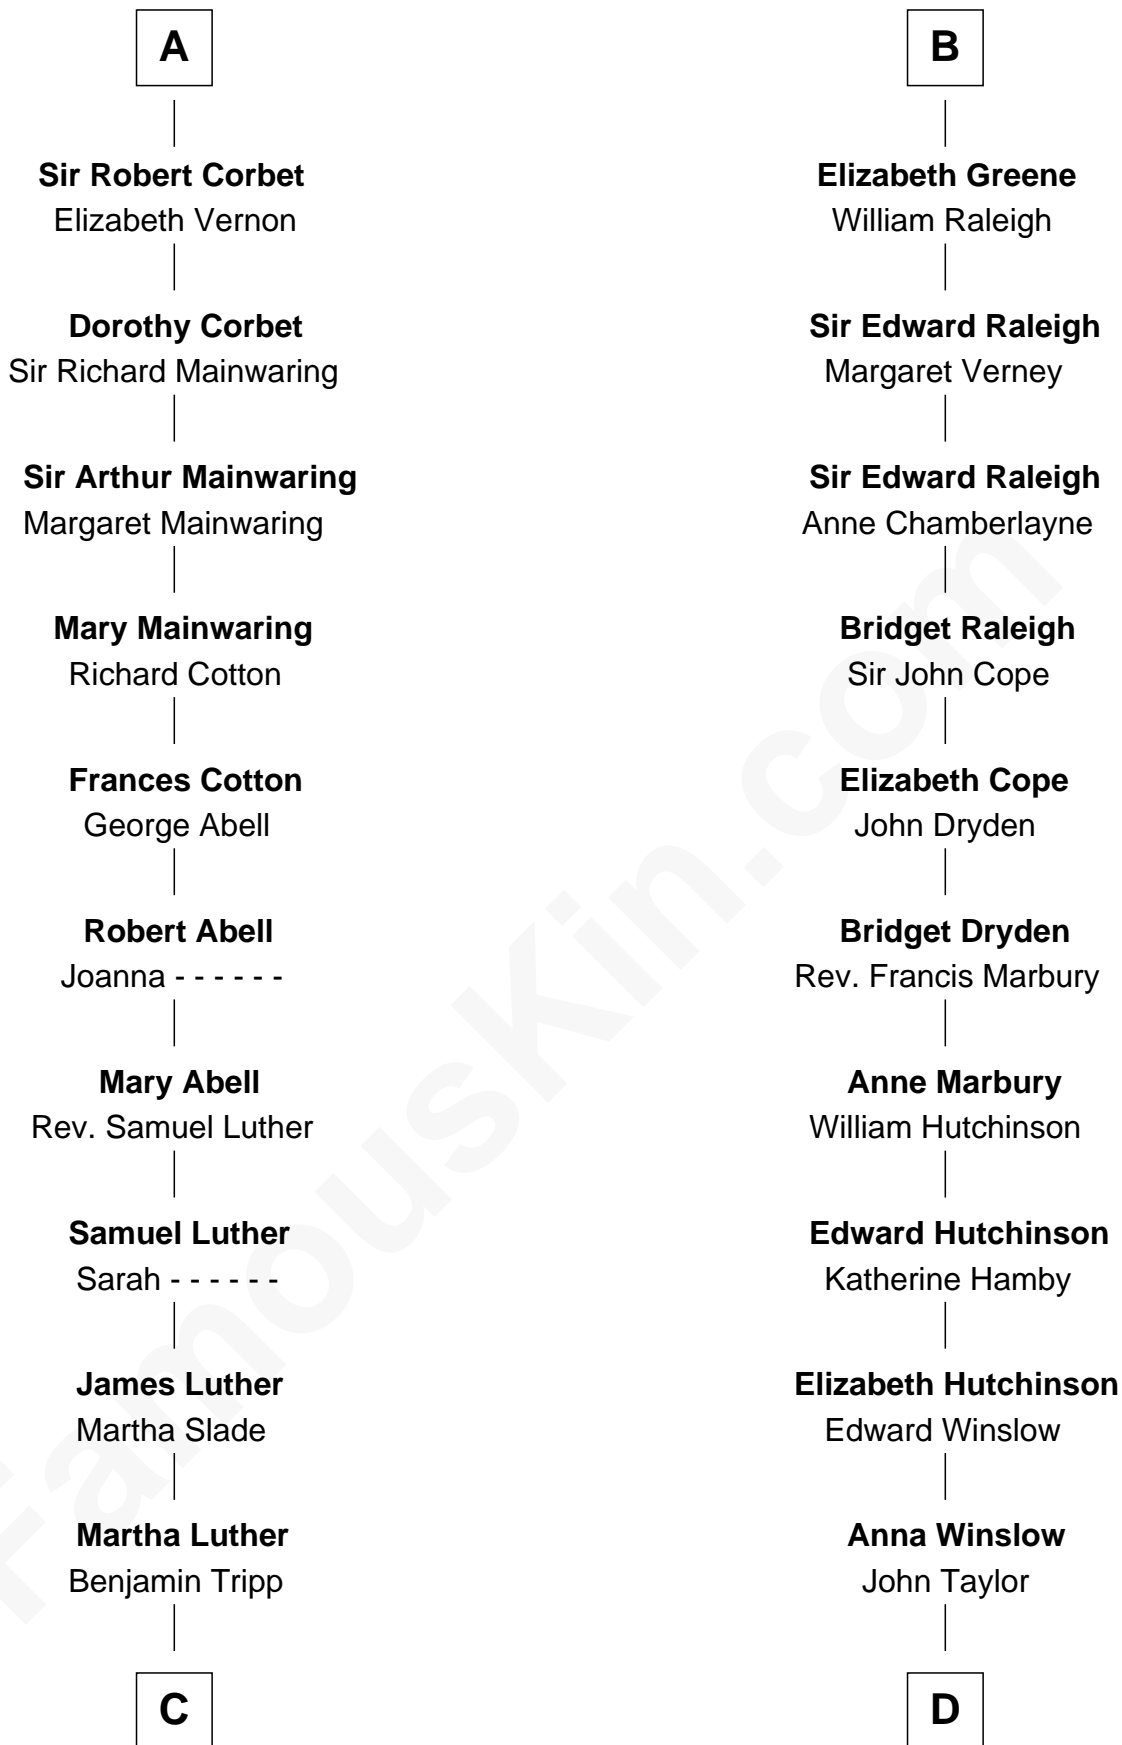 A
Sir Robert Corbet
Elizabeth Vernon
Dorothy Corbet
Sir Richard Mainwaring
Sir Arthur Mainwaring
Margaret Mainwaring
Mary Mainwaring
Richard Cotton
Frances Cotton
George Abell
Robert Abell
Joanna - - - - - -
Mary Abell
Rev. Samuel Luther
Samuel Luther
Sarah - - - - - -
James Luther
Martha Slade
Martha Luther
Benjamin Tripp
C
B
Elizabeth Greene
William Raleigh
Sir Edward Raleigh
Margaret Verney
Sir Edward Raleigh
Anne Chamberlayne
Bridget Raleigh
Sir John Cope
Elizabeth Cope
John Dryden
Bridget Dryden
Rev. Francis Marbury
Anne Marbury
William Hutchinson
Edward Hutchinson
Katherine Hamby
Elizabeth Hutchinson
Edward Winslow
Anna Winslow
John Taylor
D
FamousKin.com